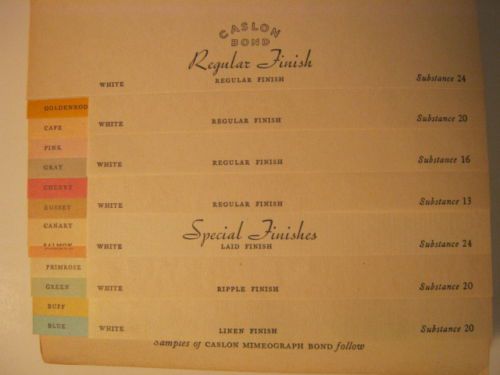 CASLON
BOND
Regular Finish
WHITE REGULAR FINISH Substance 24
GOLDENROD
WHITE REGULAR FINISH Substance 20
CAFE
PINK
WHITE REGULAR FINISH Substance 16
GRAY
CHERRY
WHITE REGULAR FINISH Substance 13
RUSSET
CANARY
Special Finishes
SALMON
WHITE LAID FINISH Substance 24
PRIMROSE
GREEN
WHITE RIPPLE FINISH Substance 20
BUFF
BLUE
WHITE LINEN FINISH Substance 20
Samples of CASLON MIMEOGRAPH BOND follow